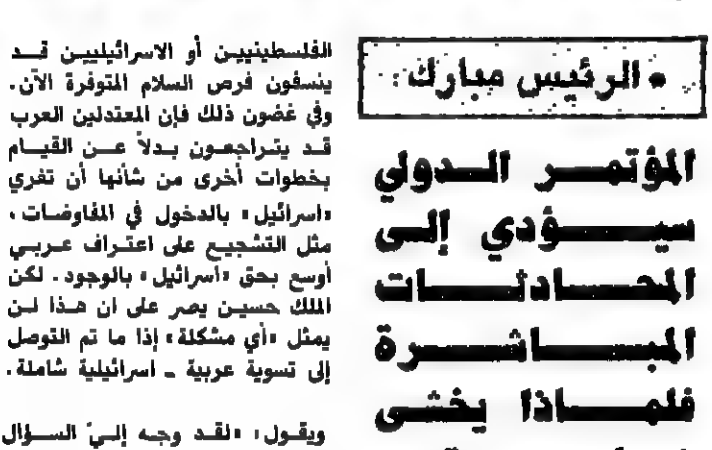 • الرئيس مبارك:
المؤتمر الدولي
سيؤدي إلى
المحادثات
المباشرة
فلماذا يخشى
الفلسطينيين أو الاسرائيليين قد
ينسفون فرص السلام المتوفرة الآن.
وفي غضون ذلك فإن المعتدلين العرب
قد يتراجعون بدلاً عن القيام
بخطوات أخرى من شأنها أن تغري
«اسرائيل» بالدخول في المفاوضات،
مثل التشجيع على اعتراف عربي
أوسع بحق «اسرائيل» بالوجود. لكن
الملك حسين يصر على ان هذا لن
يمثل «أي مشكلة» إذا ما تم التوصل
إلى تسوية عربية ـ اسرائيلية شاملة.
ويقول: «لقد وجه إليّ السؤال